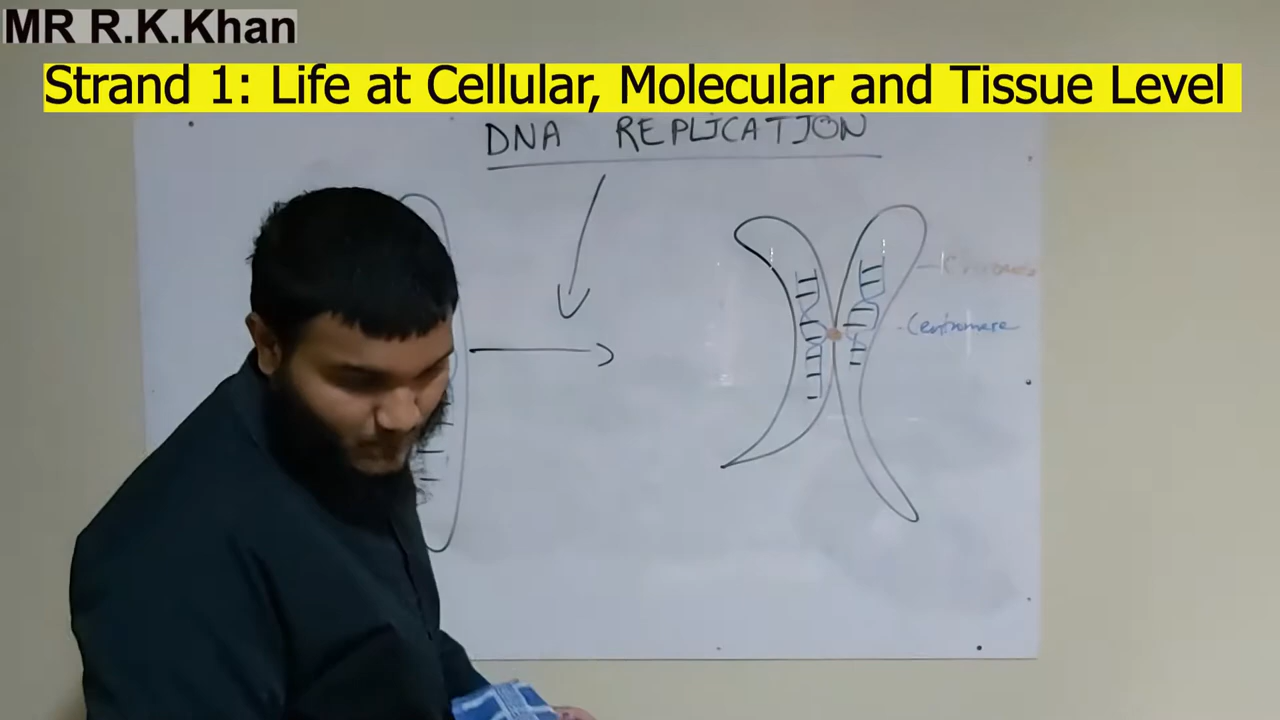 MR R.K.Khan
Strand 1: Life at Cellular, Molecular and Tissue Level
DNA REPLICATION
Centromere